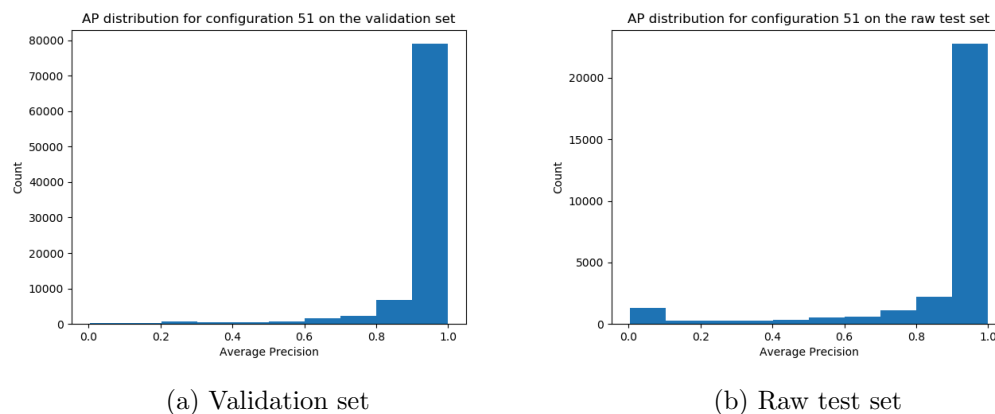 AP distribution for configuration 51 on the validation set
80000
70000
60000
50000
40000
30000
20000
10000
0
Count
0.0 0.2 0.4 0.6 0.8 1.0
Average Precision
(a) Validation set
AP distribution for configuration 51 on the raw test set
20000
15000
10000
5000
0
Count
0.0 0.2 0.4 0.6 0.8 1.0
Average Precision
(b) Raw test set